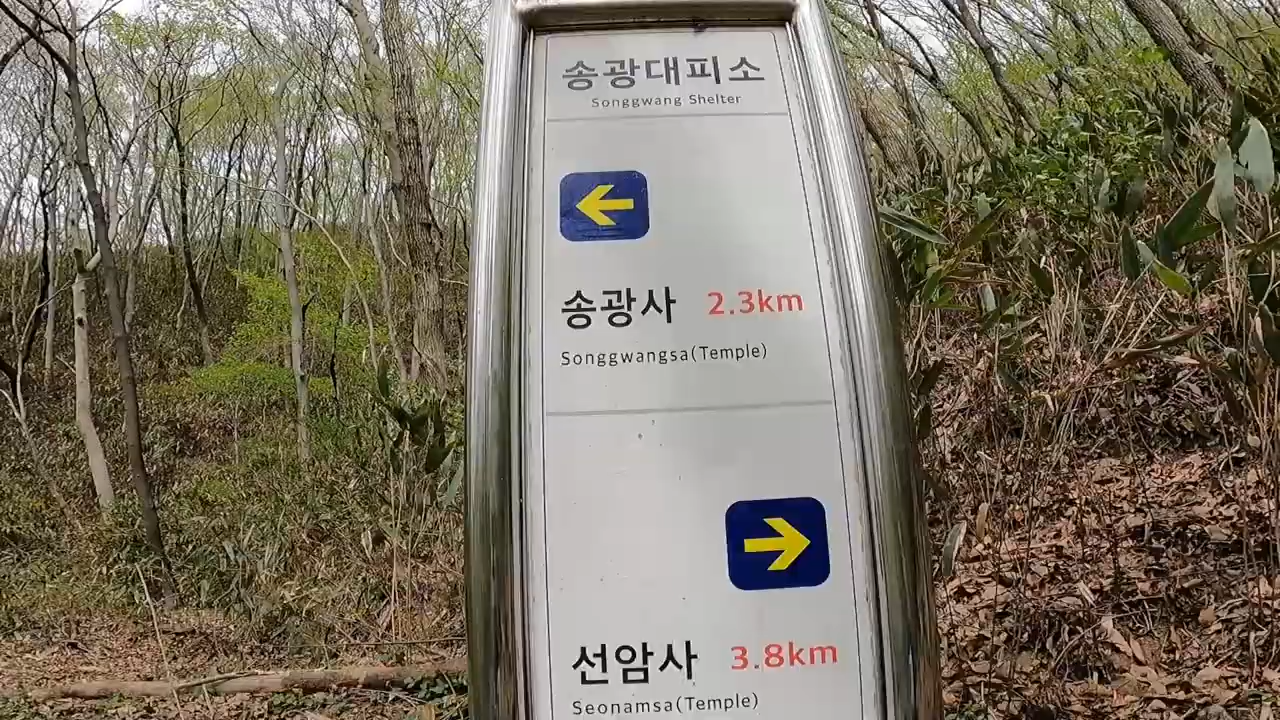 송광대피소
Songgwang Shelter
송광사 2.3km
Songgwangsa(Temple)
선암사 3.8km
Seonamsa(Temple)